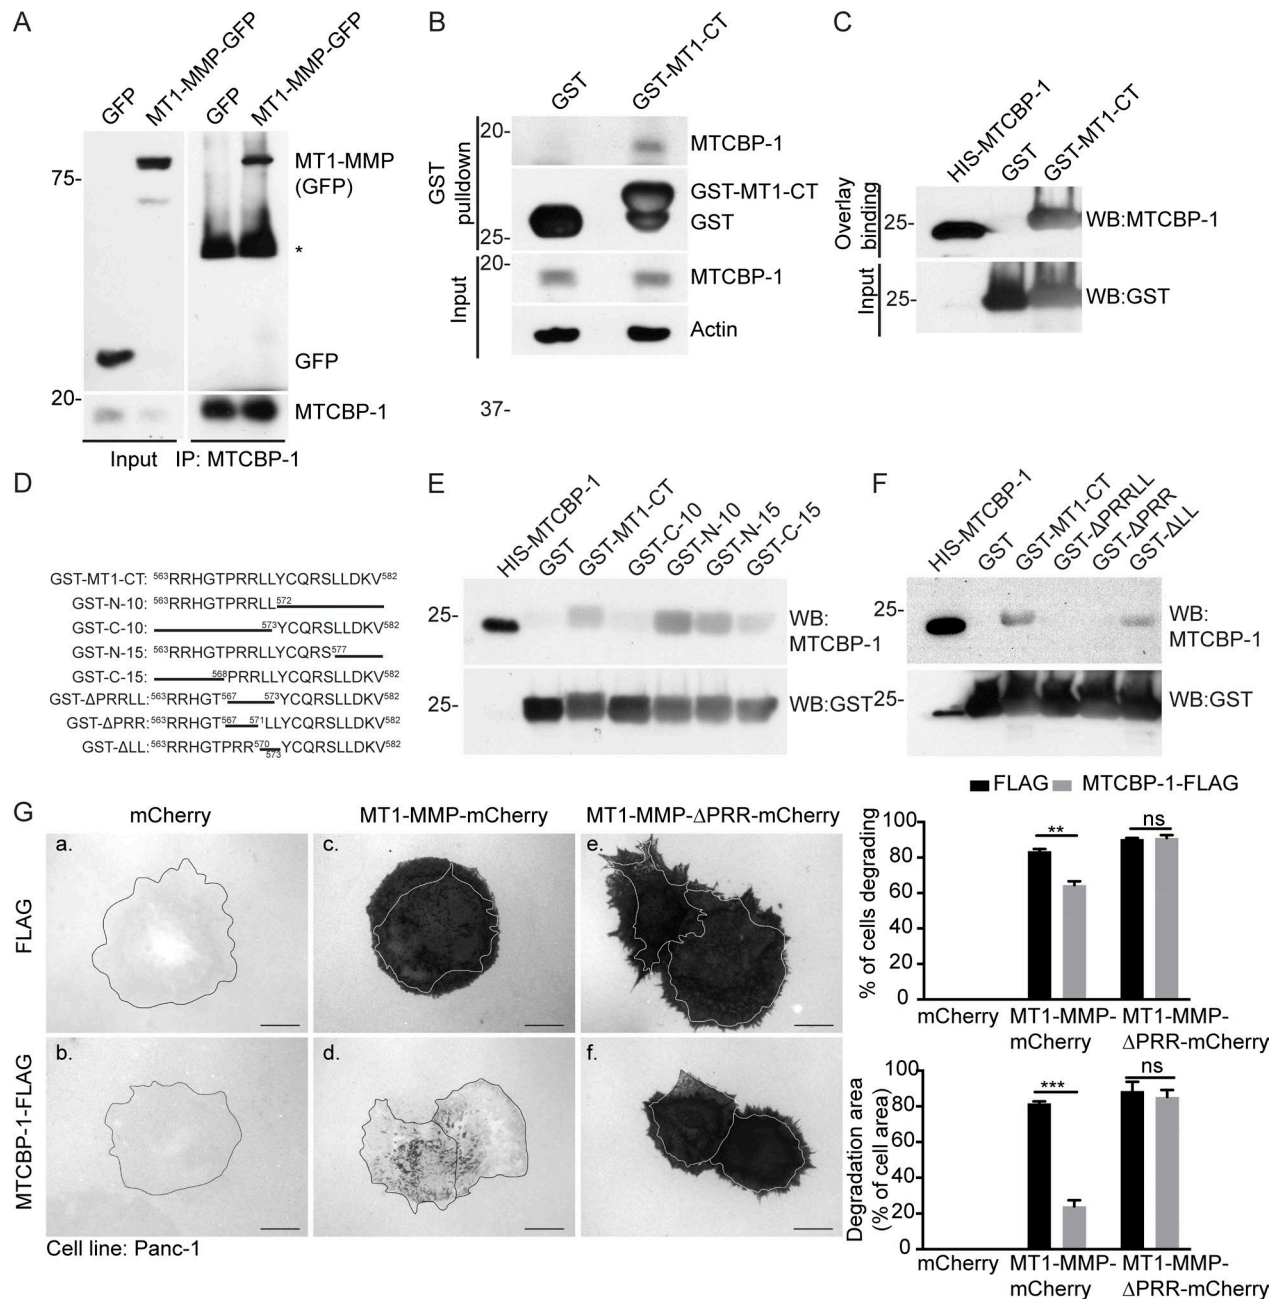 A
GFP
MT1-MMP-GFP
GFP
MT1-MMP-GFP
75-
MT1-MMP
(GFP)
*
GFP
20-
MTCBP-1
Input
IP: MTCBP-1
B
GST
GST-MT1-CT
GST
pulldown
20-
MTCBP-1
GST-MT1-CT
GST
25-
Input
20-
MTCBP-1
Actin
37-
C
HIS-MTCBP-1
GST
GST-MT1-CT
Overlay
binding
25-
WB:MTCBP-1
Input
25-
WB:GST
D
GST-MT1-CT: 563RRHGTPRRLLYCQRSLLDKV582
GST-N-10: 563RRHGTPRRLL572
GST-C-10: 573YCQRSLLDKV582
GST-N-15: 563RRHGTPRRLLYCQRS577
GST-C-15: 568PRRLLYCQRSLLDKV582
GST-ΔPRRLL:563RRHGT567 573YCQRSLLDKV582
GST-ΔPRR:563RRHGT567 571LLYCQRSLLDKV582
GST-ΔLL:563RRHGTPRR570 573YCQRSLLDKV582
E
HIS-MTCBP-1
GST
GST-MT1-CT
GST-C-10
GST-N-10
GST-N-15
GST-C-15
25-
WB:
MTCBP-1
25-
WB:GST
F
HIS-MTCBP-1
GST
GST-MT1-CT
GST-ΔPRRLL
GST-ΔPRR
GST-ΔLL
25-
WB:
MTCBP-1
25-
WB:GST
G
mCherry
MT1-MMP-mCherry
MT1-MMP-ΔPRR-mCherry
FLAG
a.
c.
e.
MTCBP-1-FLAG
b.
d.
f.
Cell line: Panc-1
FLAG
MTCBP-1-FLAG
% of cells degrading
100
80
60
40
20
0
**
ns
mCherry
MT1-MMP-
mCherry
MT1-MMP-
ΔPRR-mCherry
Degradation area
(% of cell area)
100
80
60
40
20
0
***
ns
mCherry
MT1-MMP-
mCherry
MT1-MMP-
ΔPRR-mCherry